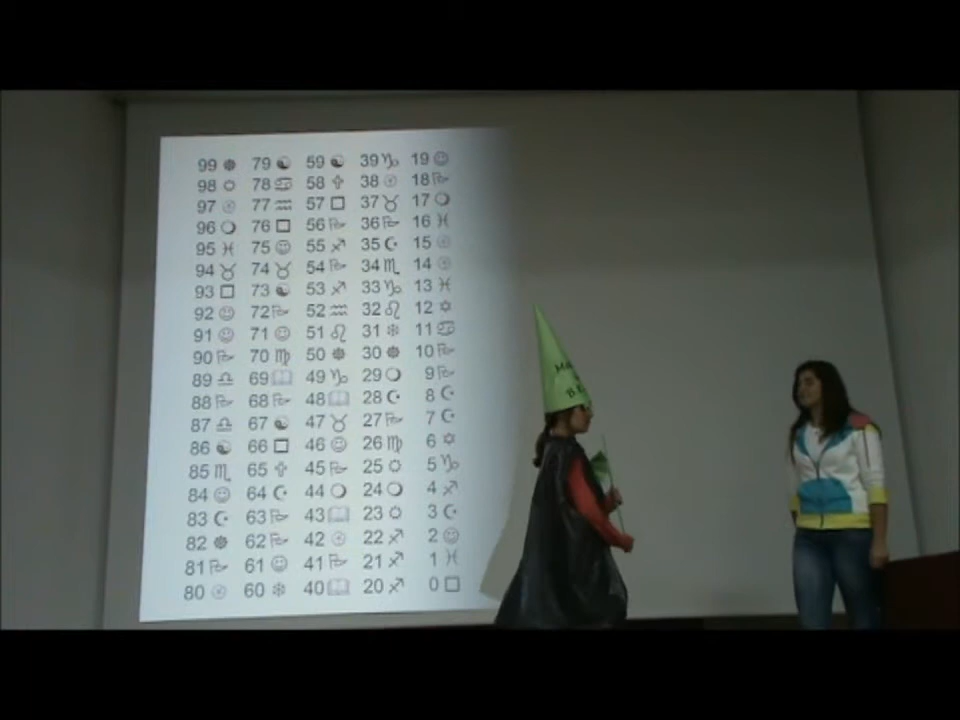 99 79 59 39 19
98 78 58 38 18
97 77 57 37 17
96 76 56 36 16
95 75 55 35 15
94 74 54 34 14
93 73 53 33 13
92 72 52 32 12
91 71 51 31 11
90 70 50 30 10
89 69 49 29 9
88 68 48 28 8
87 67 47 27 7
86 66 46 26 6
85 65 45 25 5
84 64 44 24 4
83 63 43 23 3
82 62 42 22 2
81 61 41 21 1
80 60 40 20 0